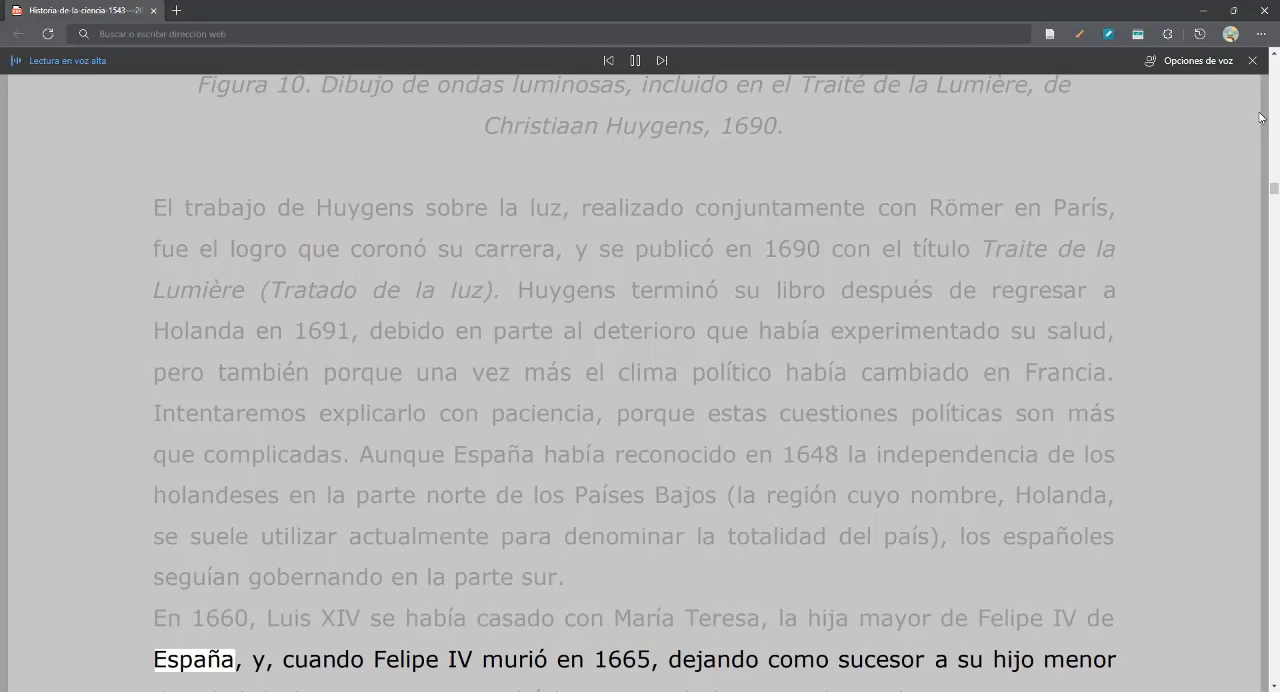 Historia-de-la-ciencia-1543---20
Buscar o escribir dirección web
Lectura en voz alta
Opciones de voz
Figura 10. Dibujo de ondas luminosas, incluido en el Traité de la Lumière, de
Christiaan Huygens, 1690.
El trabajo de Huygens sobre la luz, realizado conjuntamente con Römer en París,
fue el logro que coronó su carrera, y se publicó en 1690 con el título Traite de la
Lumière (Tratado de la luz). Huygens terminó su libro después de regresar a
Holanda en 1691, debido en parte al deterioro que había experimentado su salud,
pero también porque una vez más el clima político había cambiado en Francia.
Intentaremos explicarlo con paciencia, porque estas cuestiones políticas son más
que complicadas. Aunque España había reconocido en 1648 la independencia de los
holandeses en la parte norte de los Países Bajos (la región cuyo nombre, Holanda,
se suele utilizar actualmente para denominar la totalidad del país), los españoles
seguían gobernando en la parte sur.
En 1660, Luis XIV se había casado con María Teresa, la hija mayor de Felipe IV de
España, y, cuando Felipe IV murió en 1665, dejando como sucesor a su hijo menor